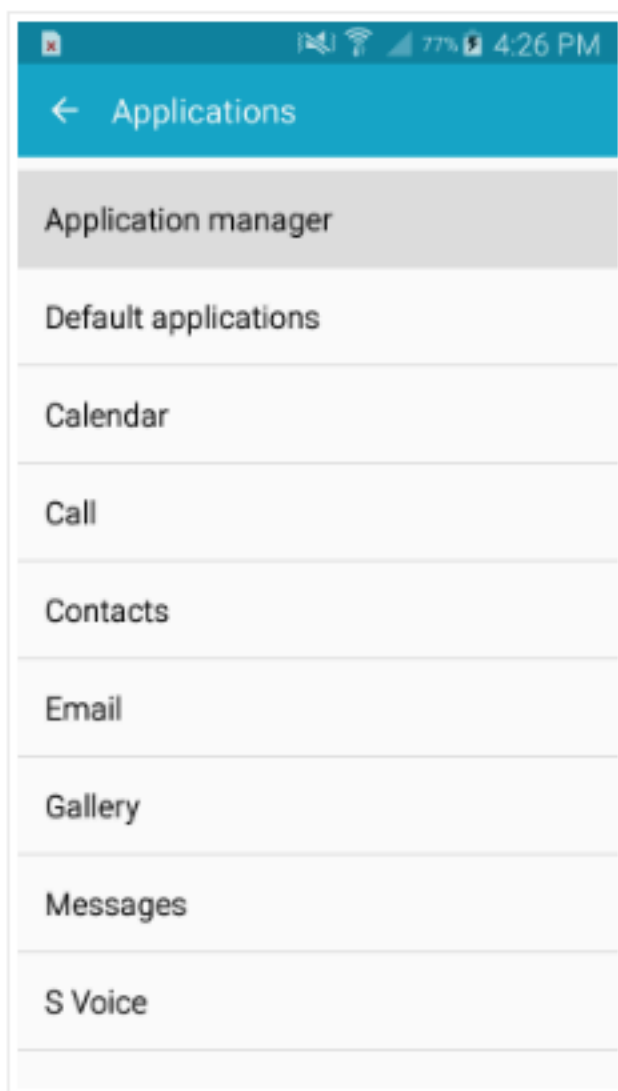 77% 4:26 PM
Applications
Application manager
Default applications
Calendar
Call
Contacts
Email
Gallery
Messages
S Voice